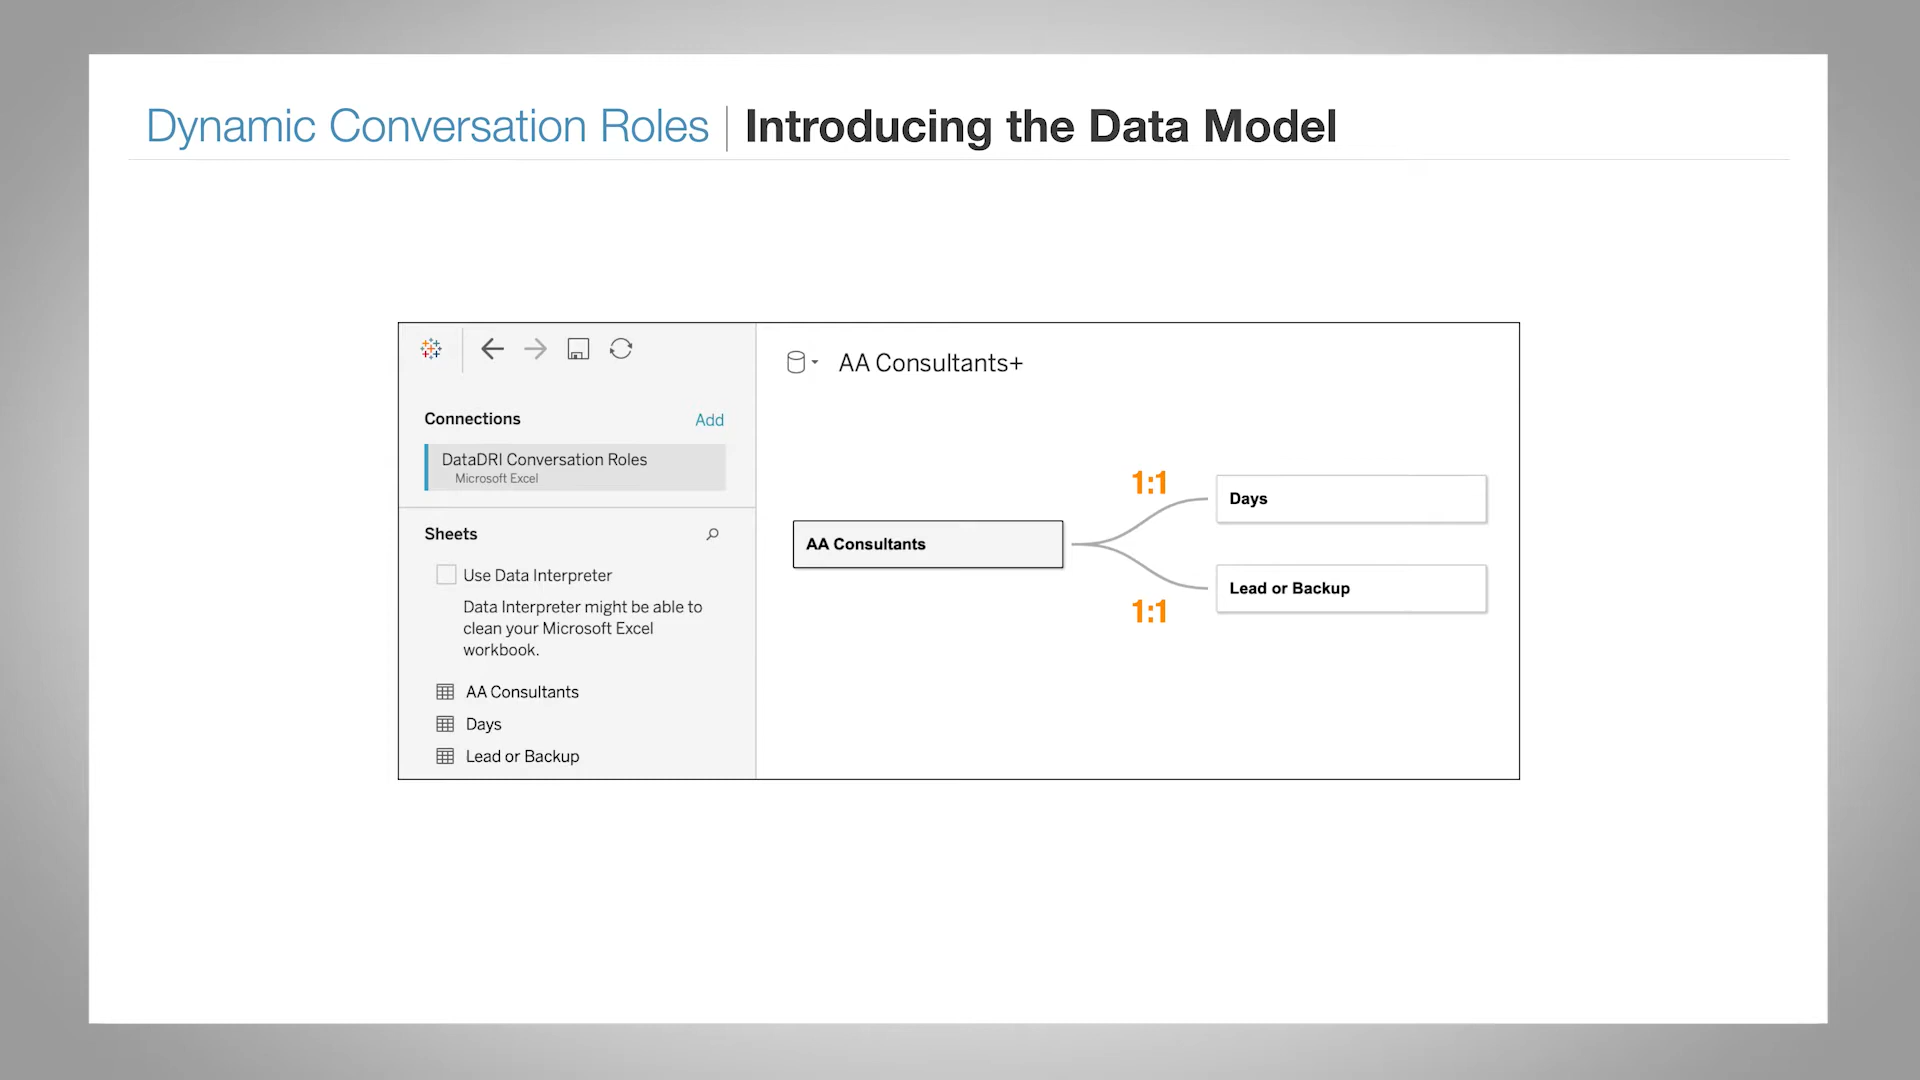 Dynamic Conversation Roles | Introducing the Data Model
AA Consultants+
Connections
Add
DataDRI Conversation Roles
Microsoft Excel
Sheets
Use Data Interpreter
Data Interpreter might be able to
clean your Microsoft Excel
workbook.
AA Consultants
Days
Lead or Backup
AA Consultants
1:1
Days
Lead or Backup
1:1